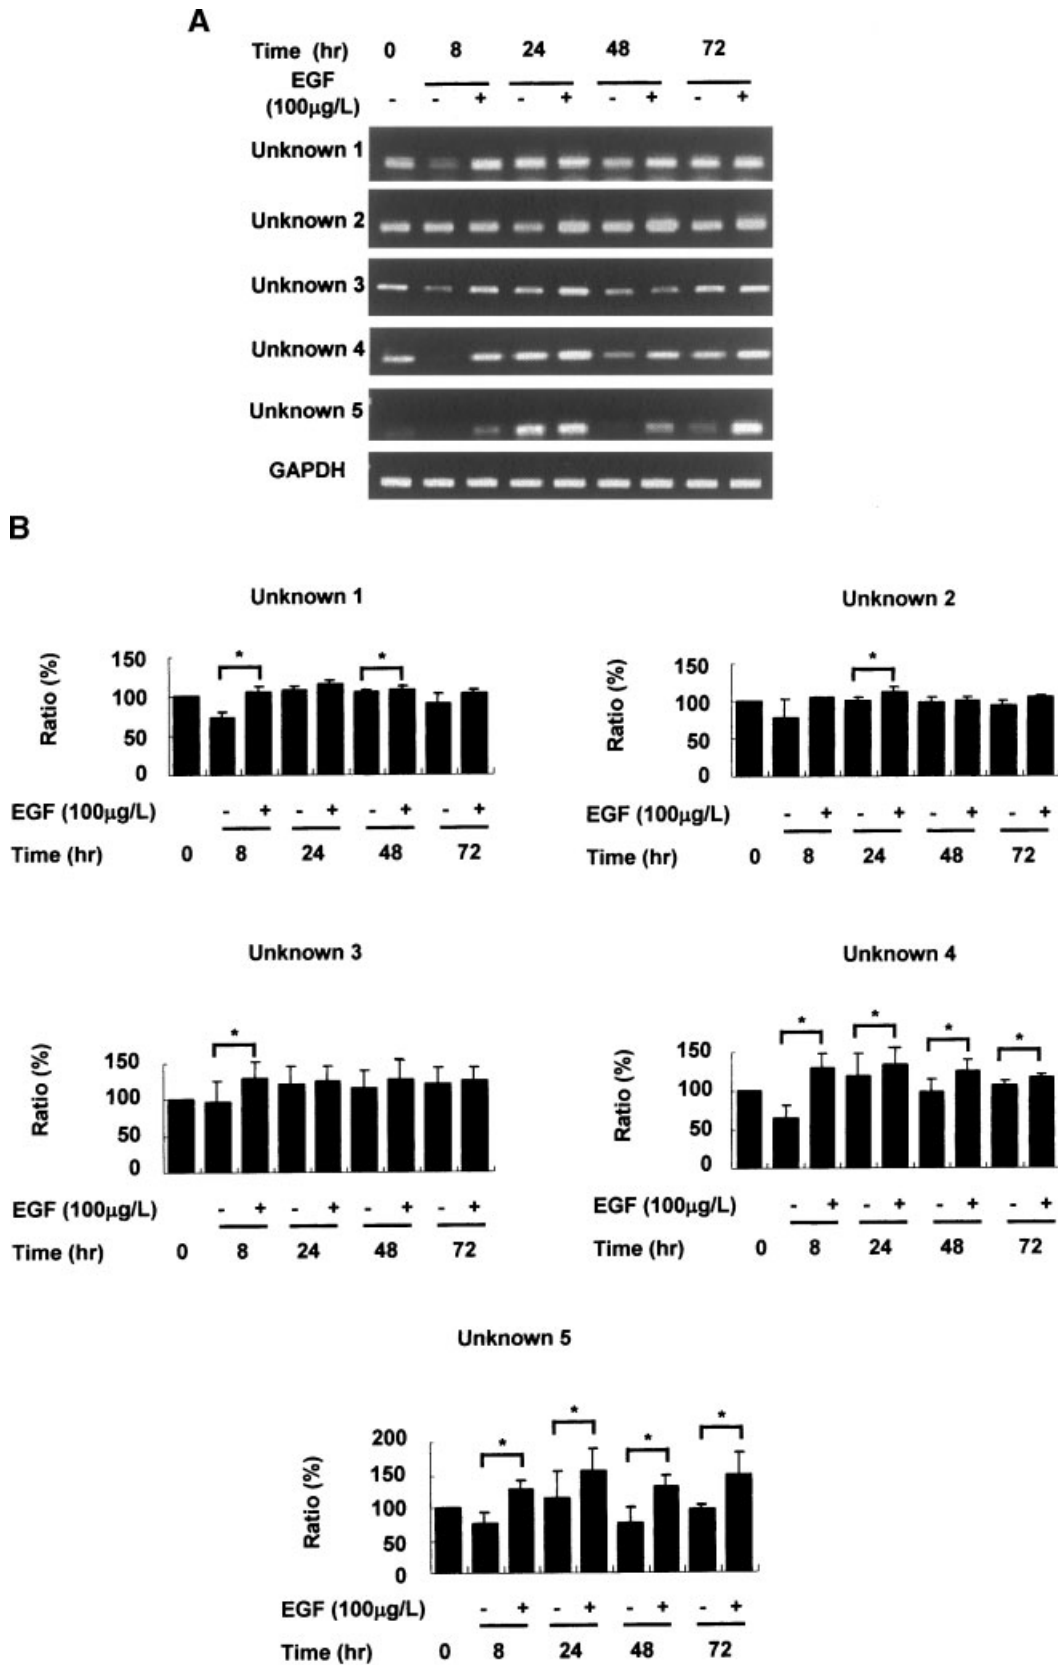 A
Time (hr) 0 8 24 48 72
EGF
(100μg/L) - - + - + - + - +
Unknown 1
Unknown 2
Unknown 3
Unknown 4
Unknown 5
GAPDH
B
Unknown 1
Ratio (%)
150
100
50
0
*
*
EGF (100μg/L) - + - + - + - +
Time (hr) 0 8 24 48 72
Unknown 2
Ratio (%)
150
100
50
0
*
EGF (100μg/L) - + - + - + - +
Time (hr) 0 8 24 48 72
Unknown 3
Ratio (%)
150
100
50
0
*
EGF (100μg/L) - + - + - + - +
Time (hr) 0 8 24 48 72
Unknown 4
Ratio (%)
150
100
50
0
*
*
*
*
EGF (100μg/L) - + - + - + - +
Time (hr) 0 8 24 48 72
Unknown 5
Ratio (%)
200
150
100
50
0
*
*
*
*
EGF (100μg/L) - + - + - + - +
Time (hr) 0 8 24 48 72